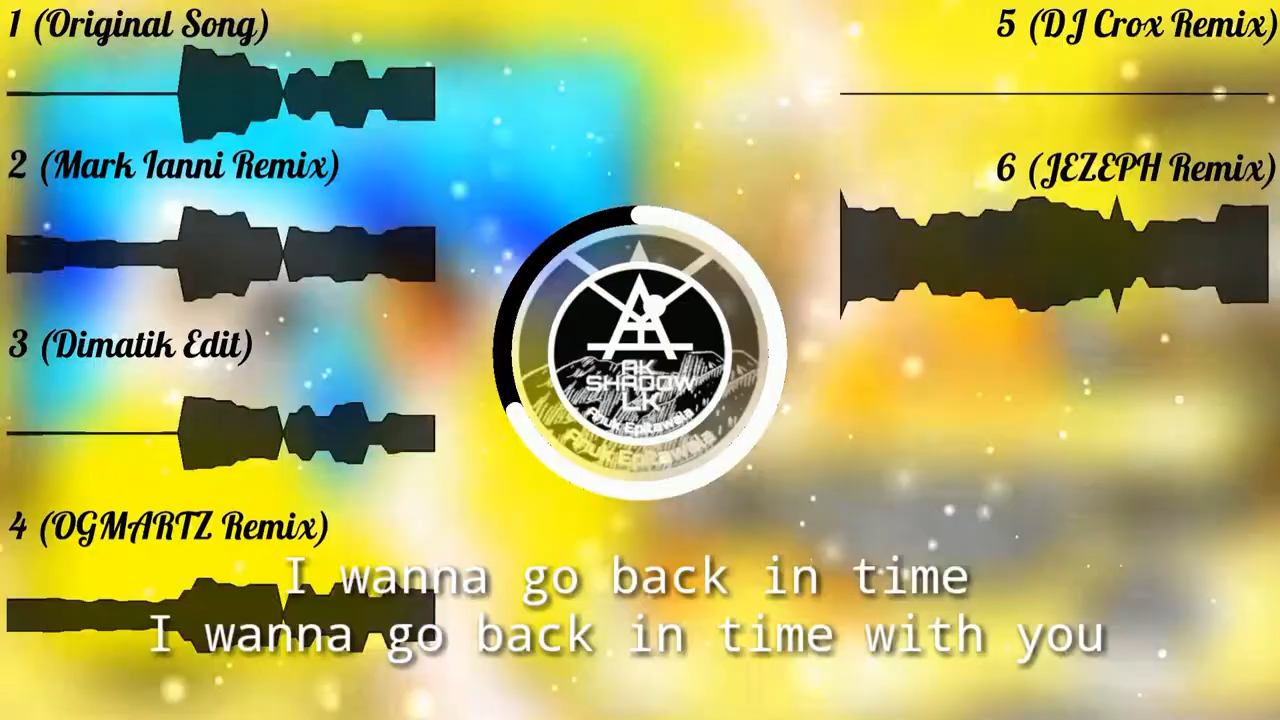 1 (Original Song)
2 (Mark Ianni Remix)
3 (Dimatik Edit)
4 (OGMARTZ Remix)
5 (DJ Crox Remix)
6 (JEZEPH Remix)
AK
SHADOW
LK
I wanna go back in time
I wanna go back in time with you